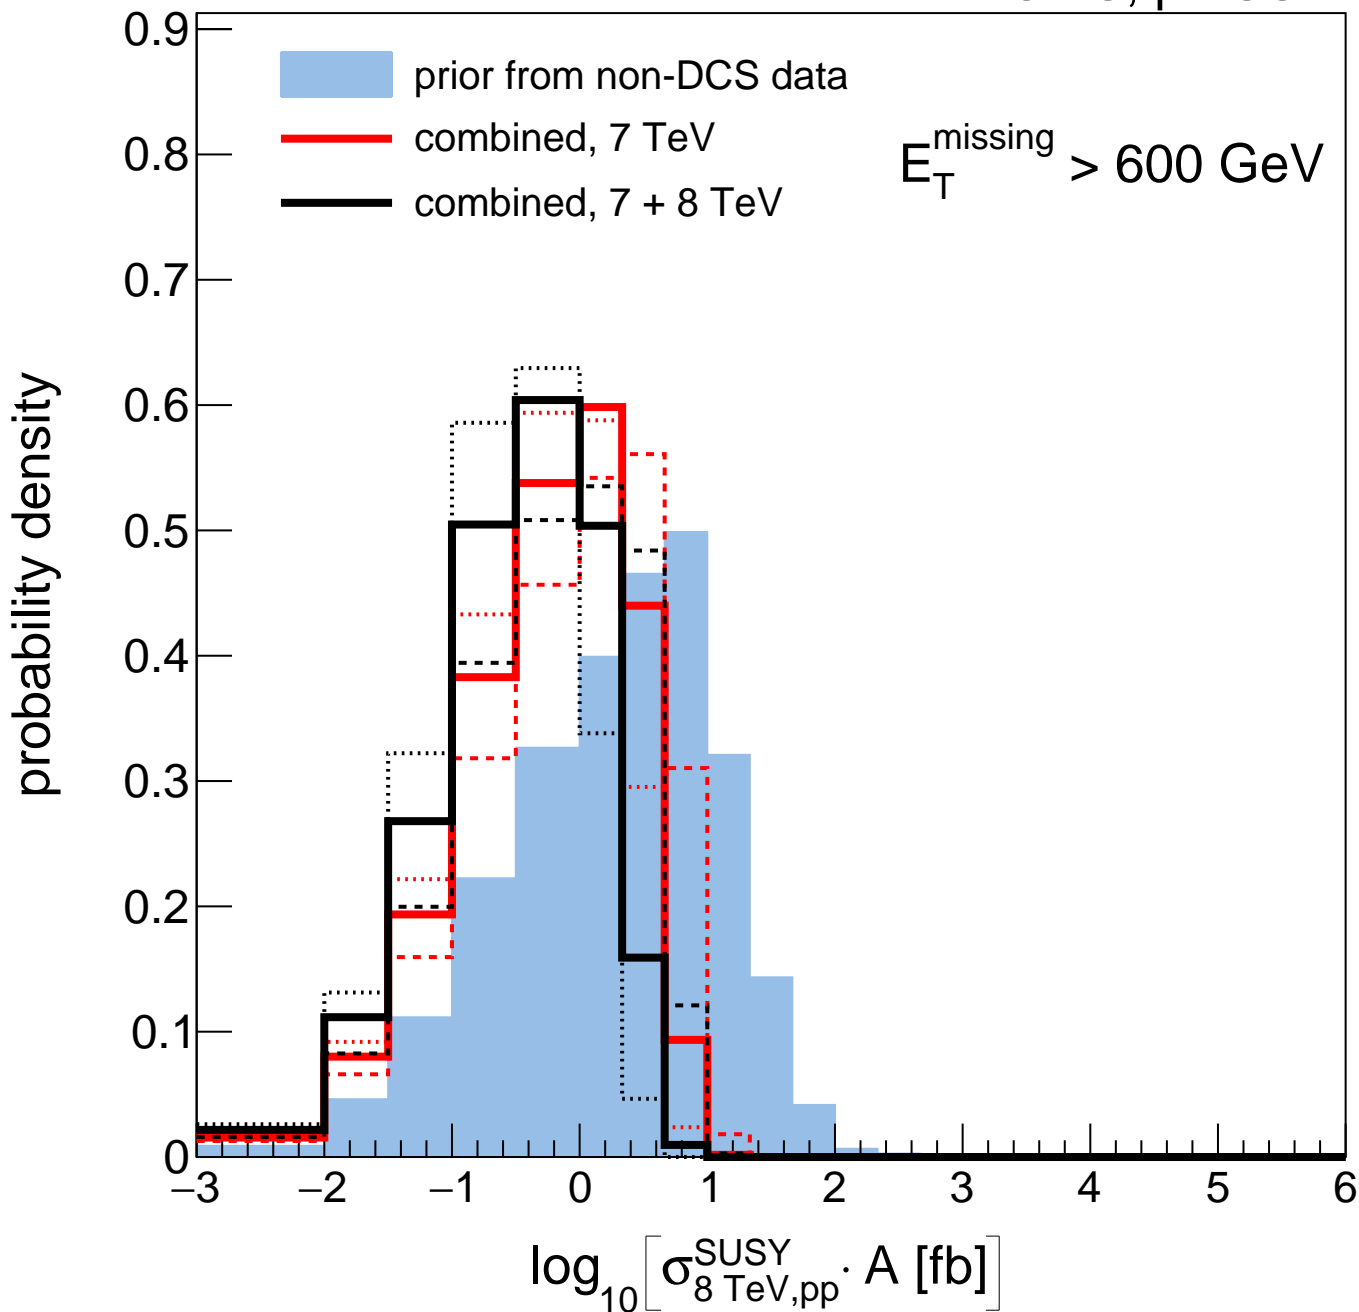 0.9
prior from non-DCS data
combined, 7 TeV
combined, 7 + 8 TeV
E_T^missing > 600 GeV
0.8
0.7
0.6
0.5
0.4
0.3
0.2
0.1
0
probability density
−3 −2 −1 0 1 2 3 4 5 6
log₁₀[σ^SUSY_8 TeV,pp · A [fb]]